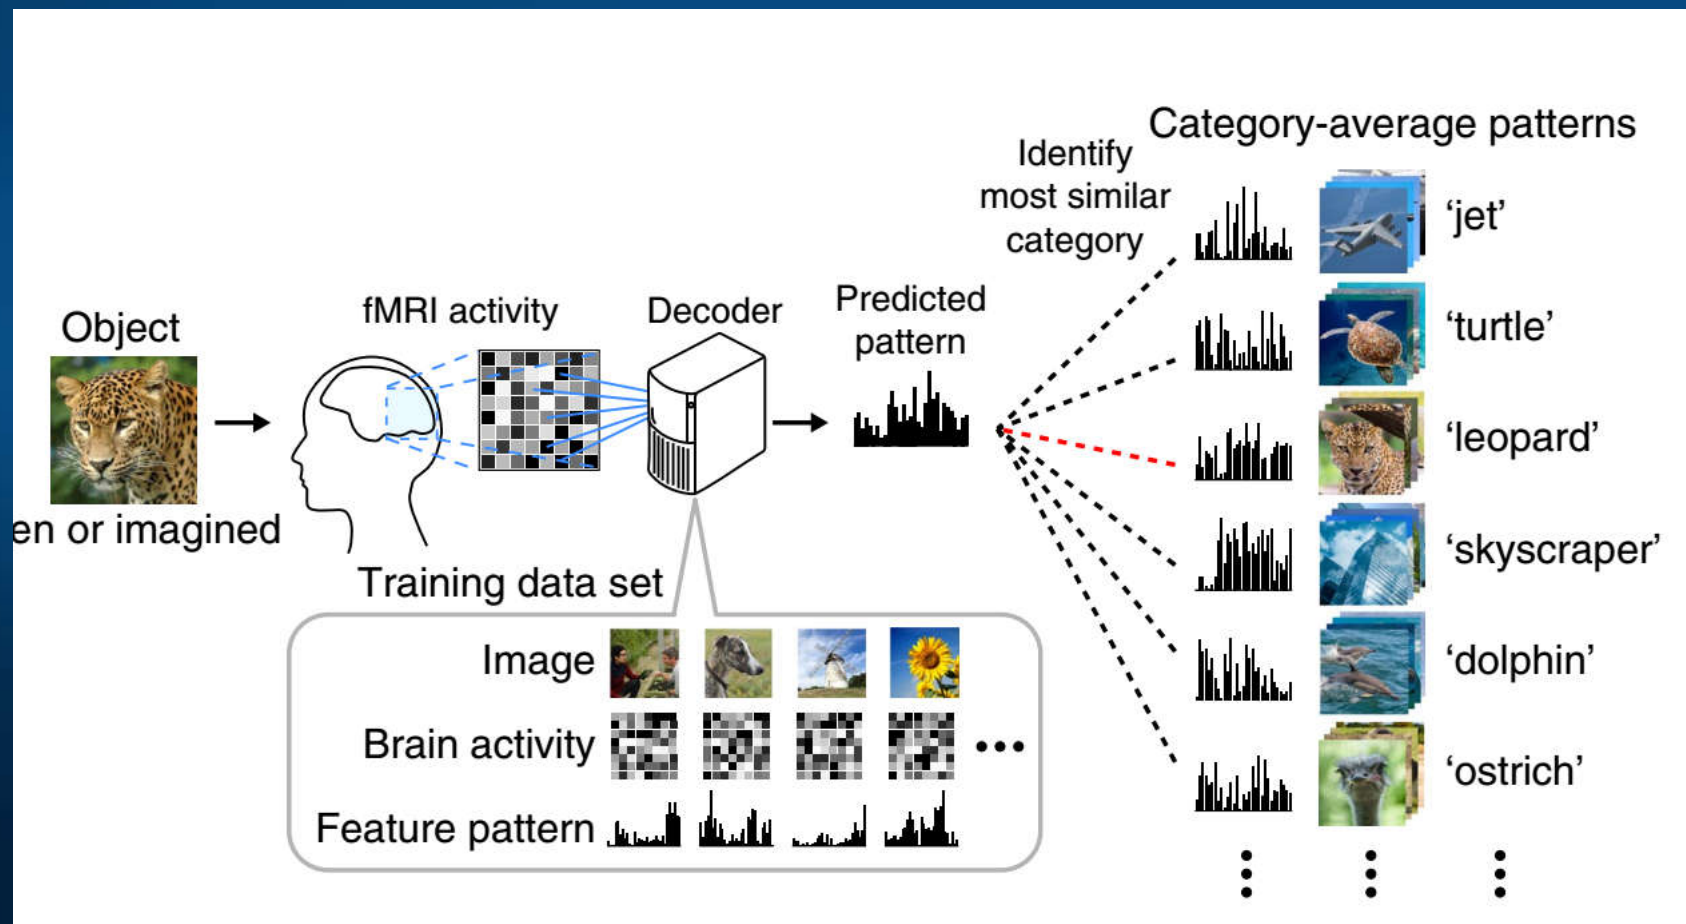 Category-average patterns
Identify
most similar
category
'jet'
'turtle'
'leopard'
'skyscraper'
'dolphin'
'ostrich'
Object
en or imagined
fMRI activity
Decoder
Predicted
pattern
Training data set
Image
Brain activity
Feature pattern